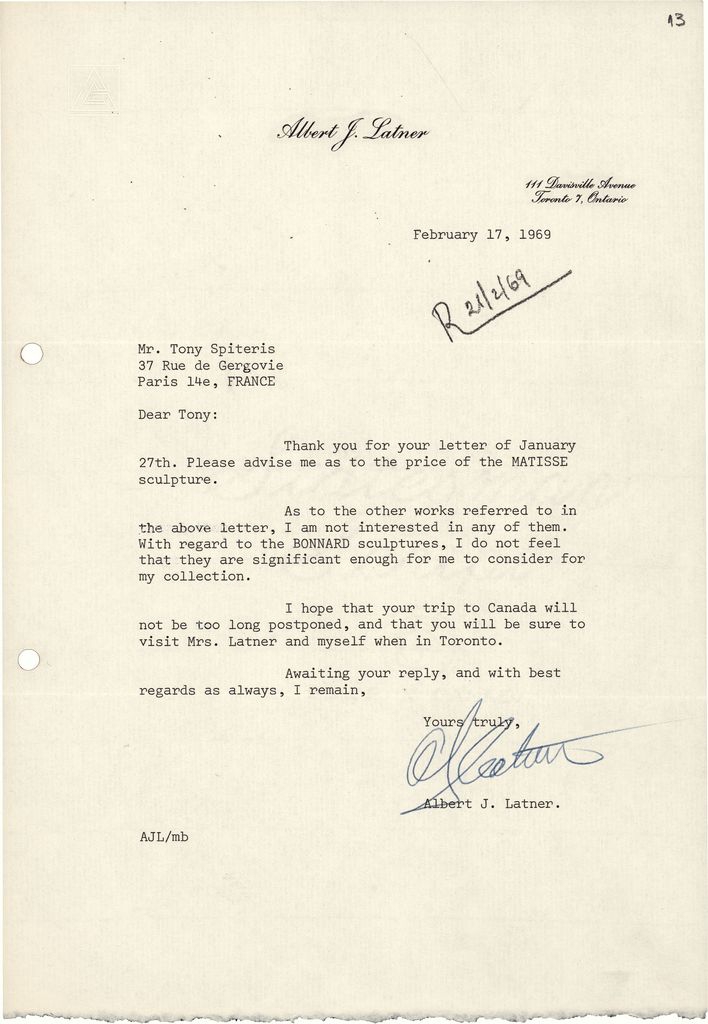 13
Albert J. Latner
111 Davisville Avenue
Toronto 7, Ontario
February 17, 1969
R 21/2/69
Mr. Tony Spiteris
37 Rue de Gergovie
Paris 14e, FRANCE
Dear Tony:
Thank you for your letter of January
27th. Please advise me as to the price of the MATISSE
sculpture.
As to the other works referred to in
the above letter, I am not interested in any of them.
With regard to the BONNARD sculptures, I do not feel
that they are significant enough for me to consider for
my collection.
I hope that your trip to Canada will
not be too long postponed, and that you will be sure to
visit Mrs. Latner and myself when in Toronto.
Awaiting your reply, and with best
regards as always, I remain,
Yours truly,
Albert J. Latner.
AJL/mb